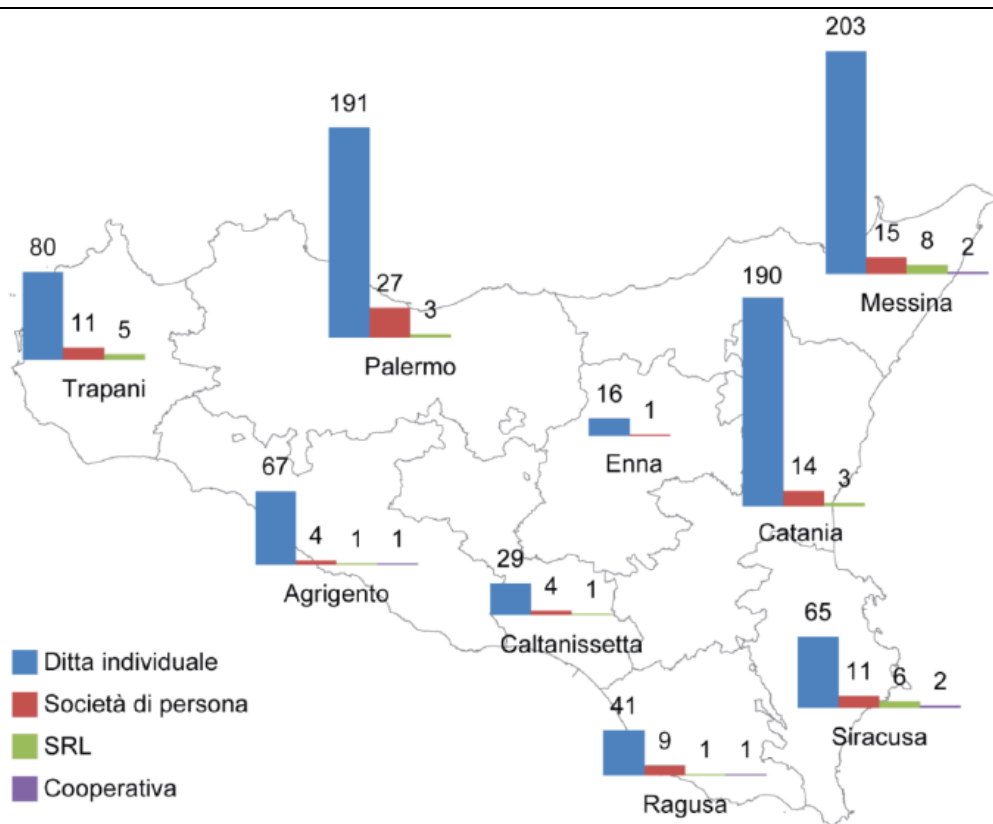 203
15 8 2
Messina
191
27 3
Palermo
80
11 5
Trapani
190
14 3
Catania
16 1
Enna
67
4 1 1
Agrigento
29
4 1
Caltanissetta
65
11 6 2
Siracusa
41
9 1 1
Ragusa
Ditta individuale
Società di persona
SRL
Cooperativa